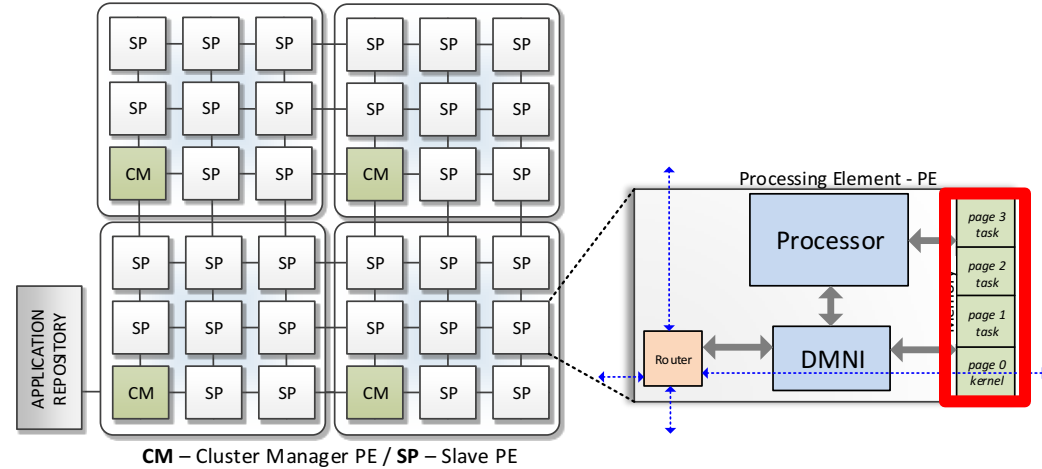 SP SP SP SP SP SP
SP SP SP SP SP SP
CM SP SP CM SP SP
SP SP SP SP SP SP
SP SP SP SP SP SP
CM SP SP CM SP SP
APPLICATION
REPOSITORY
CM – Cluster Manager PE / SP – Slave PE
Processing Element - PE
Processor
Router
DMNI
page 3
task
page 2
task
page 1
task
page 0
kernel